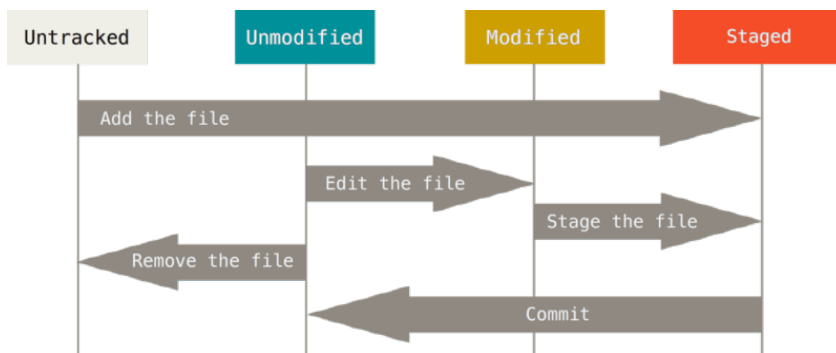 Untracked
Unmodified
Modified
Staged
Add the file
Edit the file
Stage the file
Remove the file
Commit